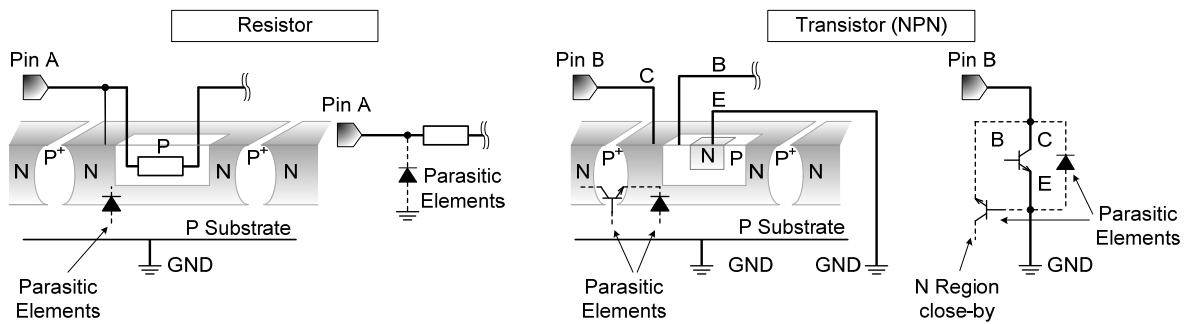 Resistor
Pin A
N
P+
N
P
N
P+
N
P Substrate
GND
Parasitic
Elements
Pin A
Parasitic
Elements
Transistor (NPN)
Pin B
C
B
E
N
P+
N
N
P
P+
N
N
P Substrate
GND
GND
Parasitic
Elements
Pin B
B
C
E
GND
Parasitic
Elements
N Region
close-by